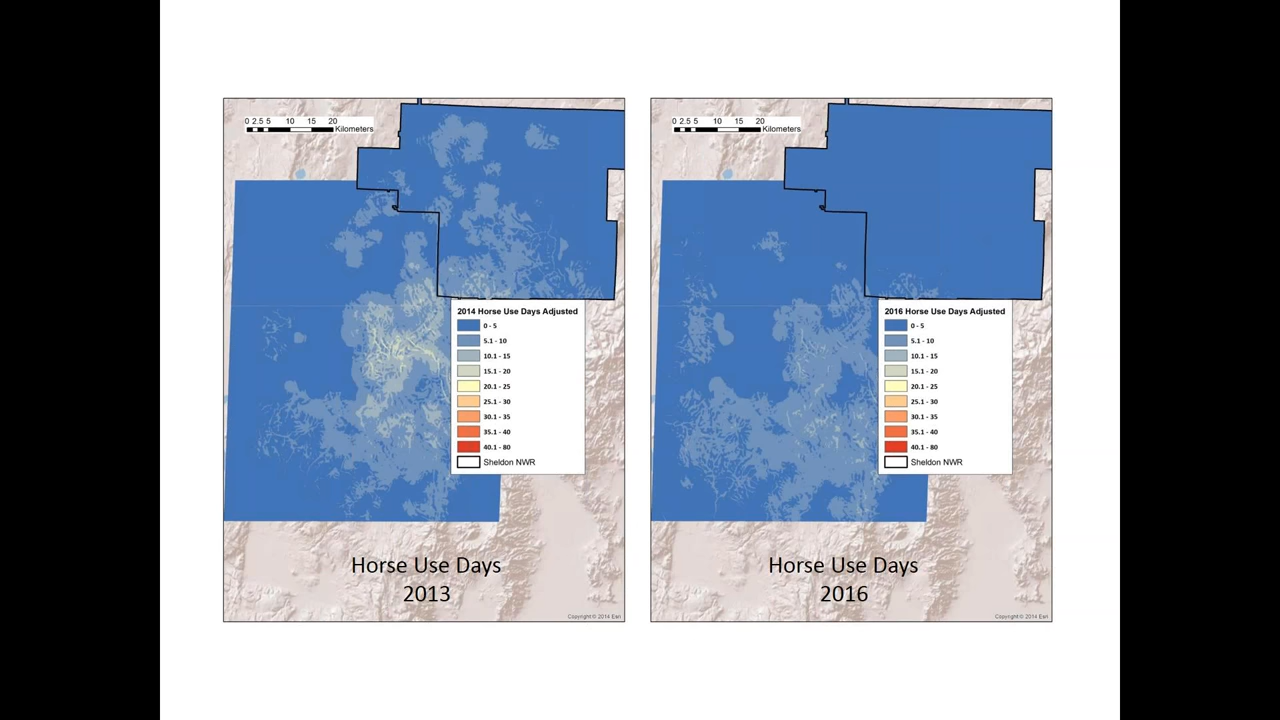 0 2.5 5 10 15 20
Kilometers
2014 Horse Use Days Adjusted
0 - 5
5.1 - 10
10.1 - 15
15.1 - 20
20.1 - 25
25.1 - 30
30.1 - 35
35.1 - 40
40.1 - 80
Sheldon NWR
Horse Use Days
2013
Copyright © 2014 Esri
0 2.5 5 10 15 20
Kilometers
2016 Horse Use Days Adjusted
0 - 5
5.1 - 10
10.1 - 15
15.1 - 20
20.1 - 25
25.1 - 30
30.1 - 35
35.1 - 40
40.1 - 80
Sheldon NWR
Horse Use Days
2016
Copyright © 2014 Esri